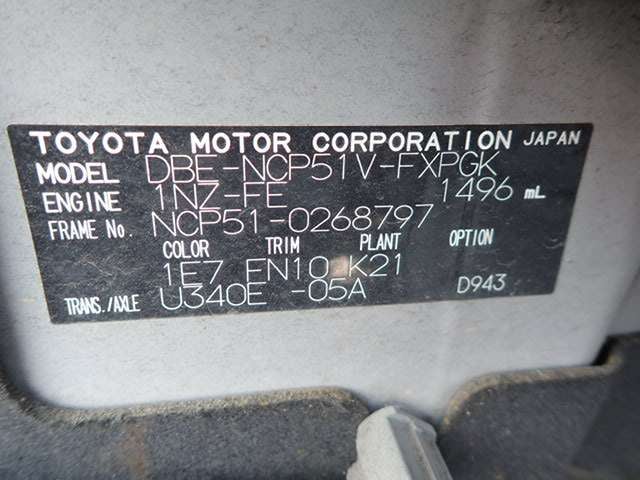 TOYOTA MOTOR CORPORATION JAPAN
MODEL DBE-NCP51V-FXPGK
ENGINE 1NZ-FE 1496 mL
FRAME No. NCP51-0268797
COLOR TRIM PLANT OPTION
1E7 FN10 K21
TRANS./AXLE U340E -05A D943